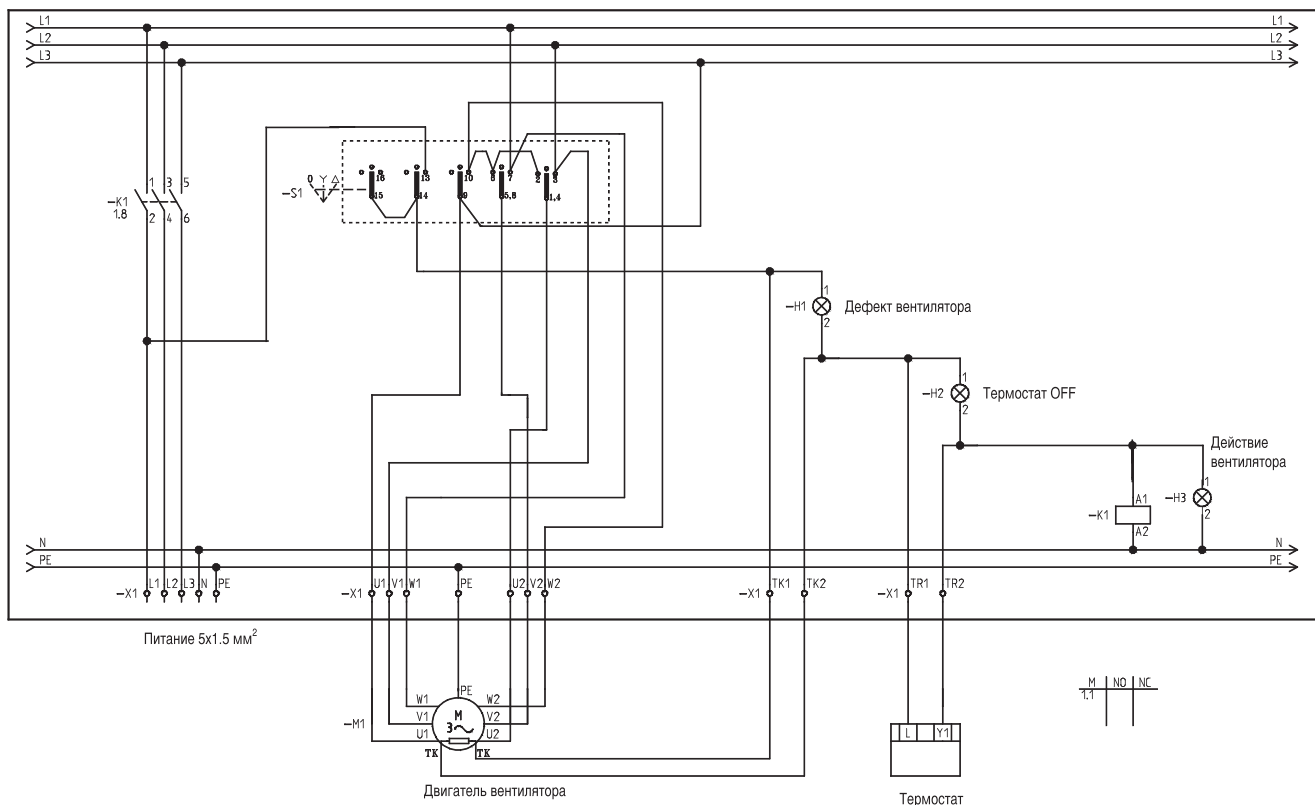 L1 L1
L2 L2
L3 L3
0 Y △
–S1
16 13 10 6 7 2 3
15 14 9 5,8 1,4
1 3 5
–K1
1.8
2 4 6
1
–H1 Дефект вентилятора
2
1
–H2 Термостат OFF
2
Действие
вентилятора
1
–H3
2
A1
–K1
A2
N N
PE PE
–X1 L1 L2 L3 N PE
–X1 U1 V1 W1 PE U2 V2 W2
–X1 TK1 TK2
–X1 TR1 TR2
Питание 5x1.5 мм²
PE
W1 W2
V1 V2
U1 U2
–M1
M
3~
TK TK
Двигатель вентилятора
L Y1
Термостат
M NO NC
1.1